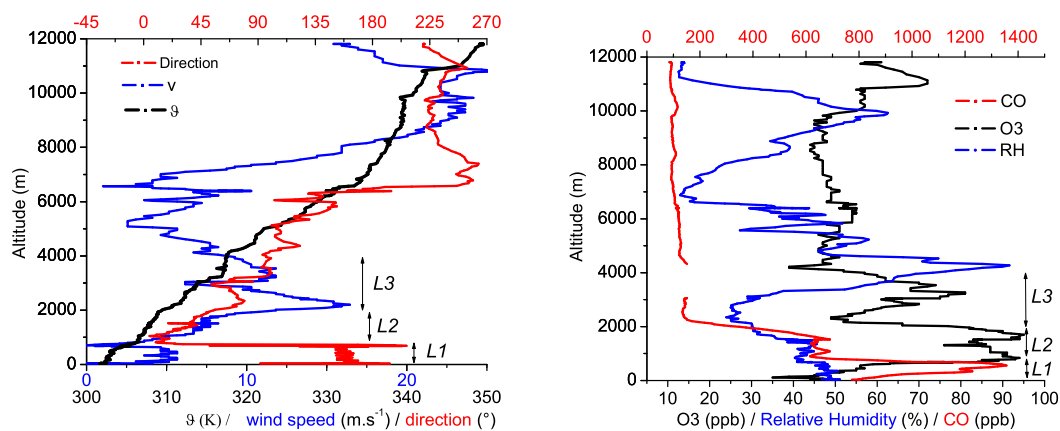 -45 0 45 90 135 180 225 270
12000
10000
8000
6000
4000
2000
0
Altitude (m)
Direction
v
ϑ
L3
L2
L1
0 10 20
300 310 320 330 340 350
ϑ (K) / wind speed (m.s-1) / direction (°)
0 200 400 600 800 1000 1200 1400
12000
10000
8000
6000
4000
2000
0
Altitude (m)
CO
O3
RH
L3
L2
L1
10 20 30 40 50 60 70 80 90 100
O3 (ppb) / Relative Humidity (%) / CO (ppb)